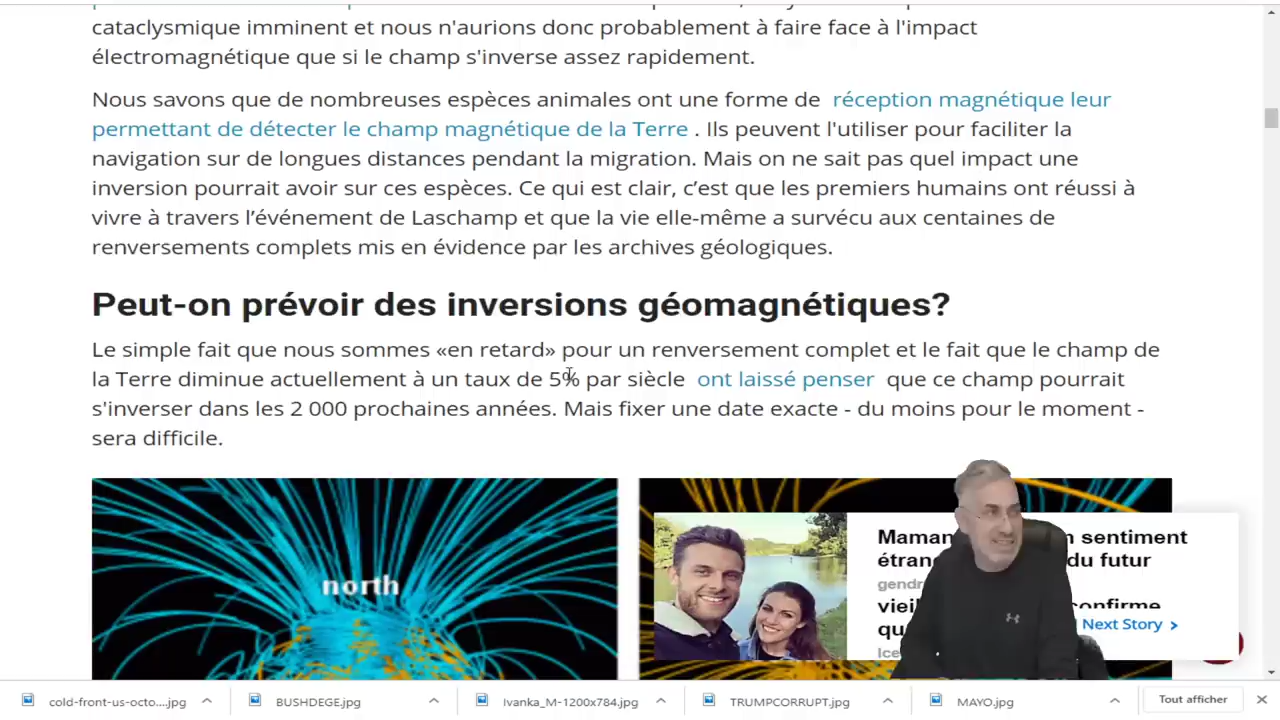 cataclysmique imminent et nous n'aurions donc probablement à faire face à l'impact
électromagnétique que si le champ s'inverse assez rapidement.
Nous savons que de nombreuses espèces animales ont une forme de réception magnétique leur
permettant de détecter le champ magnétique de la Terre . Ils peuvent l'utiliser pour faciliter la
navigation sur de longues distances pendant la migration. Mais on ne sait pas quel impact une
inversion pourrait avoir sur ces espèces. Ce qui est clair, c’est que les premiers humains ont réussi à
vivre à travers l’événement de Laschamp et que la vie elle-même a survécu aux centaines de
renversements complets mis en évidence par les archives géologiques.
Peut-on prévoir des inversions géomagnétiques?
Le simple fait que nous sommes «en retard» pour un renversement complet et le fait que le champ de
la Terre diminue actuellement à un taux de 5% par siècle ont laissé penser que ce champ pourrait
s'inverser dans les 2 000 prochaines années. Mais fixer une date exacte - du moins pour le moment -
sera difficile.
north
Maman sentiment
du futur
Next Story >
cold-front-us-octo....jpg
BUSHDEGE.jpg
Ivanka_M-1200x784.jpg
TRUMPCORRUPT.jpg
MAYO.jpg
Tout afficher